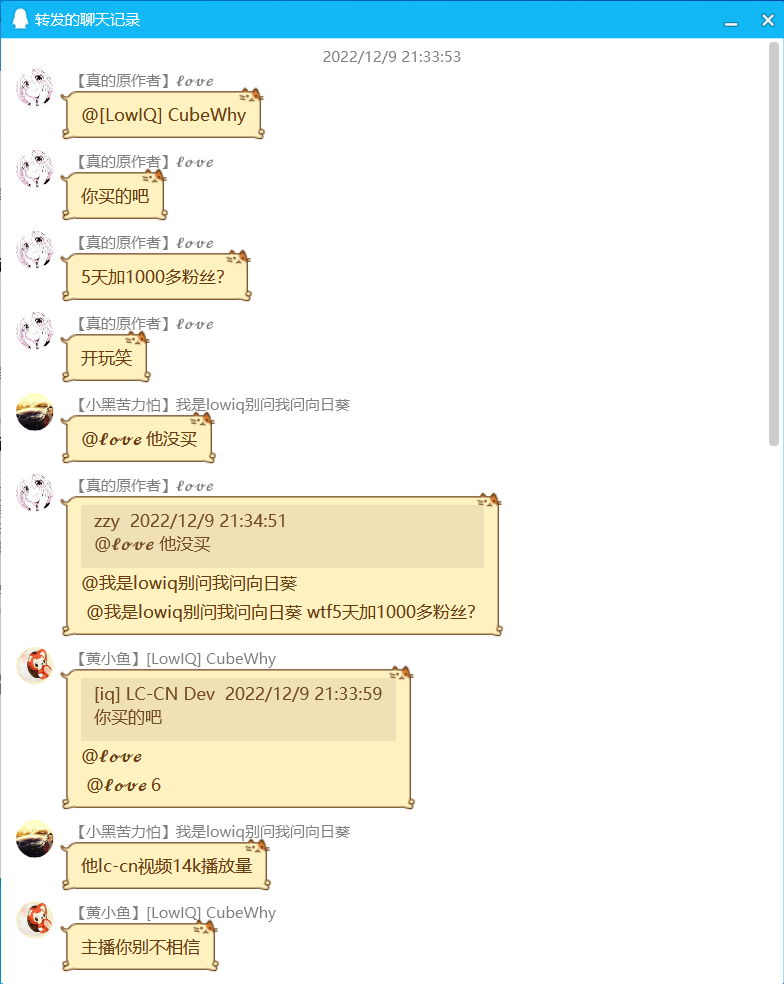 转发的聊天记录
2022/12/9 21:33:53
【真的原作者】𝓵𝓸𝓿𝓮
@[LowIQ] CubeWhy
【真的原作者】𝓵𝓸𝓿𝓮
你买的吧
【真的原作者】𝓵𝓸𝓿𝓮
5天加1000多粉丝？
【真的原作者】𝓵𝓸𝓿𝓮
开玩笑
【小黑苦力怕】我是lowiq别问我问向日葵
@𝓵𝓸𝓿𝓮 他没买
【真的原作者】𝓵𝓸𝓿𝓮
zzy 2022/12/9 21:34:51
@𝓵𝓸𝓿𝓮 他没买
@我是lowiq别问我问向日葵
@我是lowiq别问我问向日葵 wtf5天加1000多粉丝？
【黄小鱼】[LowIQ] CubeWhy
[iq] LC-CN Dev 2022/12/9 21:33:59
你买的吧
@𝓵𝓸𝓿𝓮
@𝓵𝓸𝓿𝓮 6
【小黑苦力怕】我是lowiq别问我问向日葵
他lc-cn视频14k播放量
【黄小鱼】[LowIQ] CubeWhy
主播你别不相信